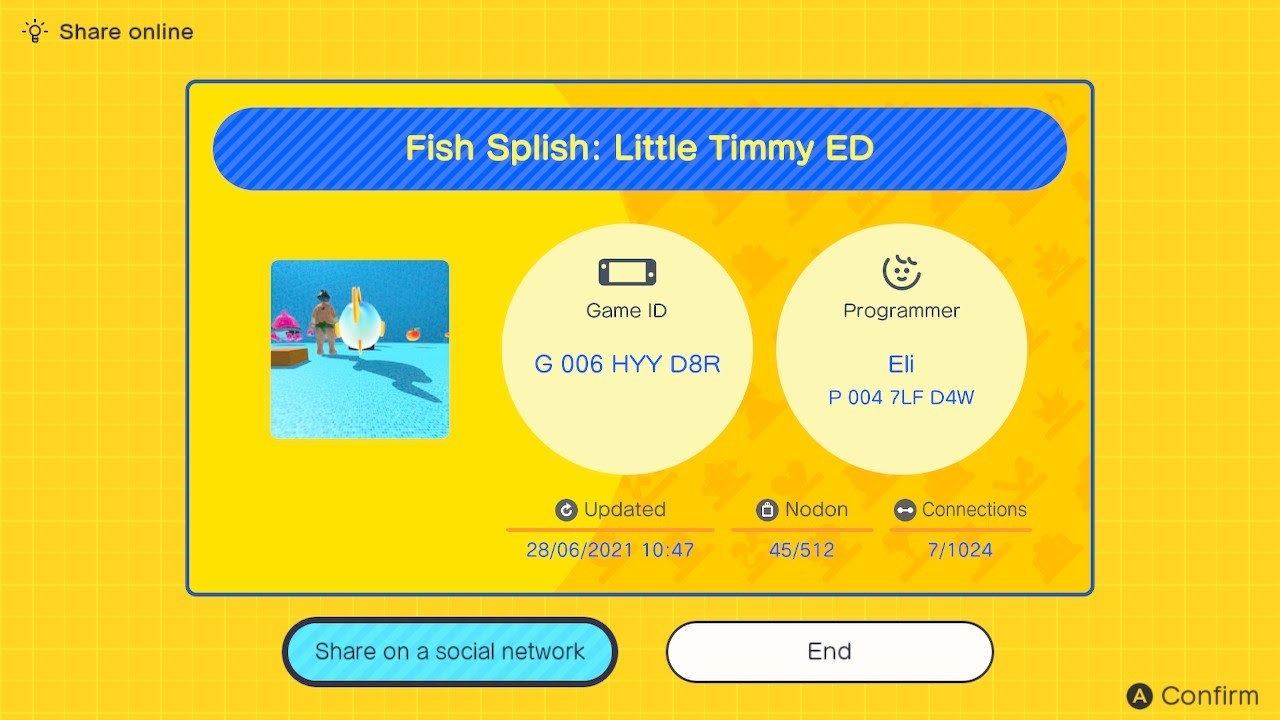 Share online
Fish Splish: Little Timmy ED
Game ID
G 006 HYY D8R
Programmer
Eli
P 004 7LF D4W
Updated
28/06/2021 10:47
Nodon
45/512
Connections
7/1024
Share on a social network
End
A Confirm